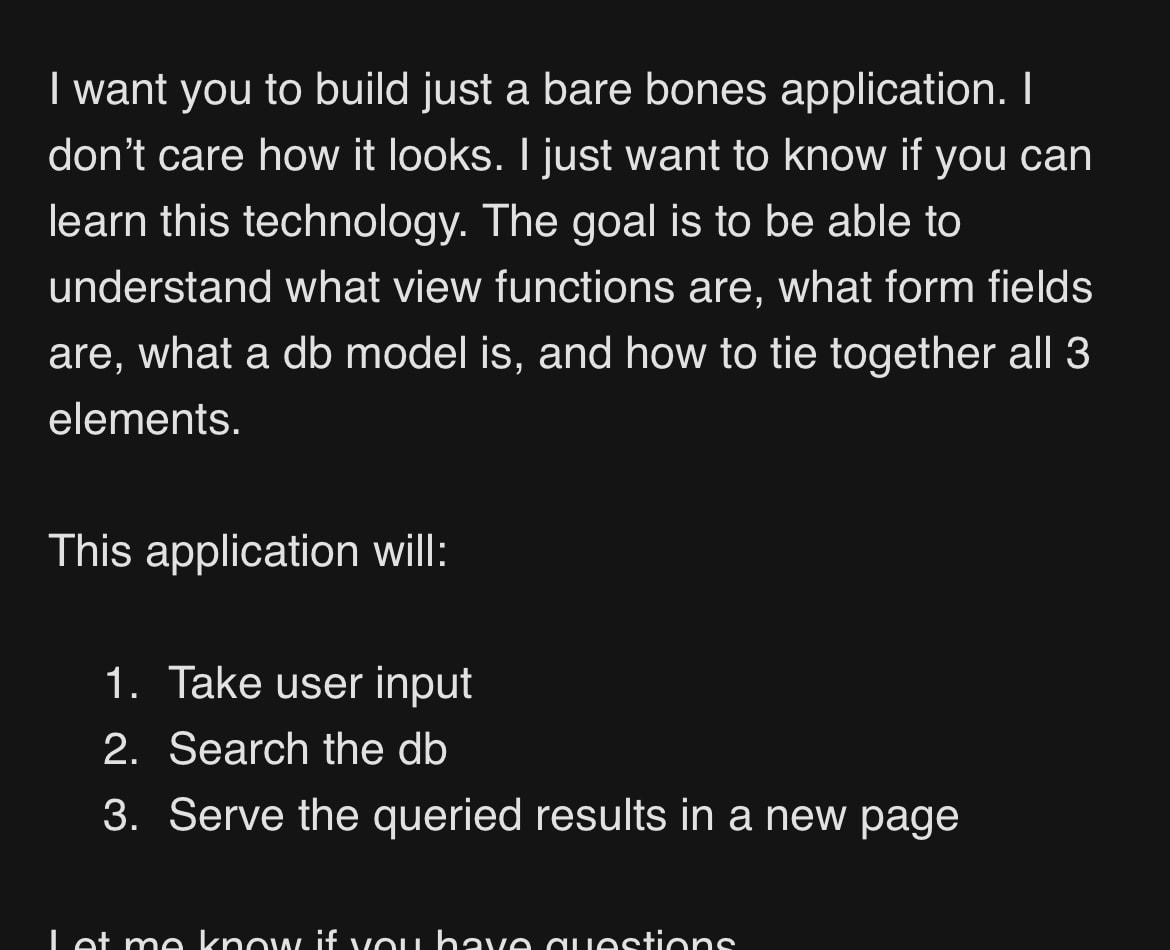 I want you to build just a bare bones application. I
don’t care how it looks. I just want to know if you can
learn this technology. The goal is to be able to
understand what view functions are, what form fields
are, what a db model is, and how to tie together all 3
elements.
This application will:
1. Take user input
2. Search the db
3. Serve the queried results in a new page
Let me know if you have questions